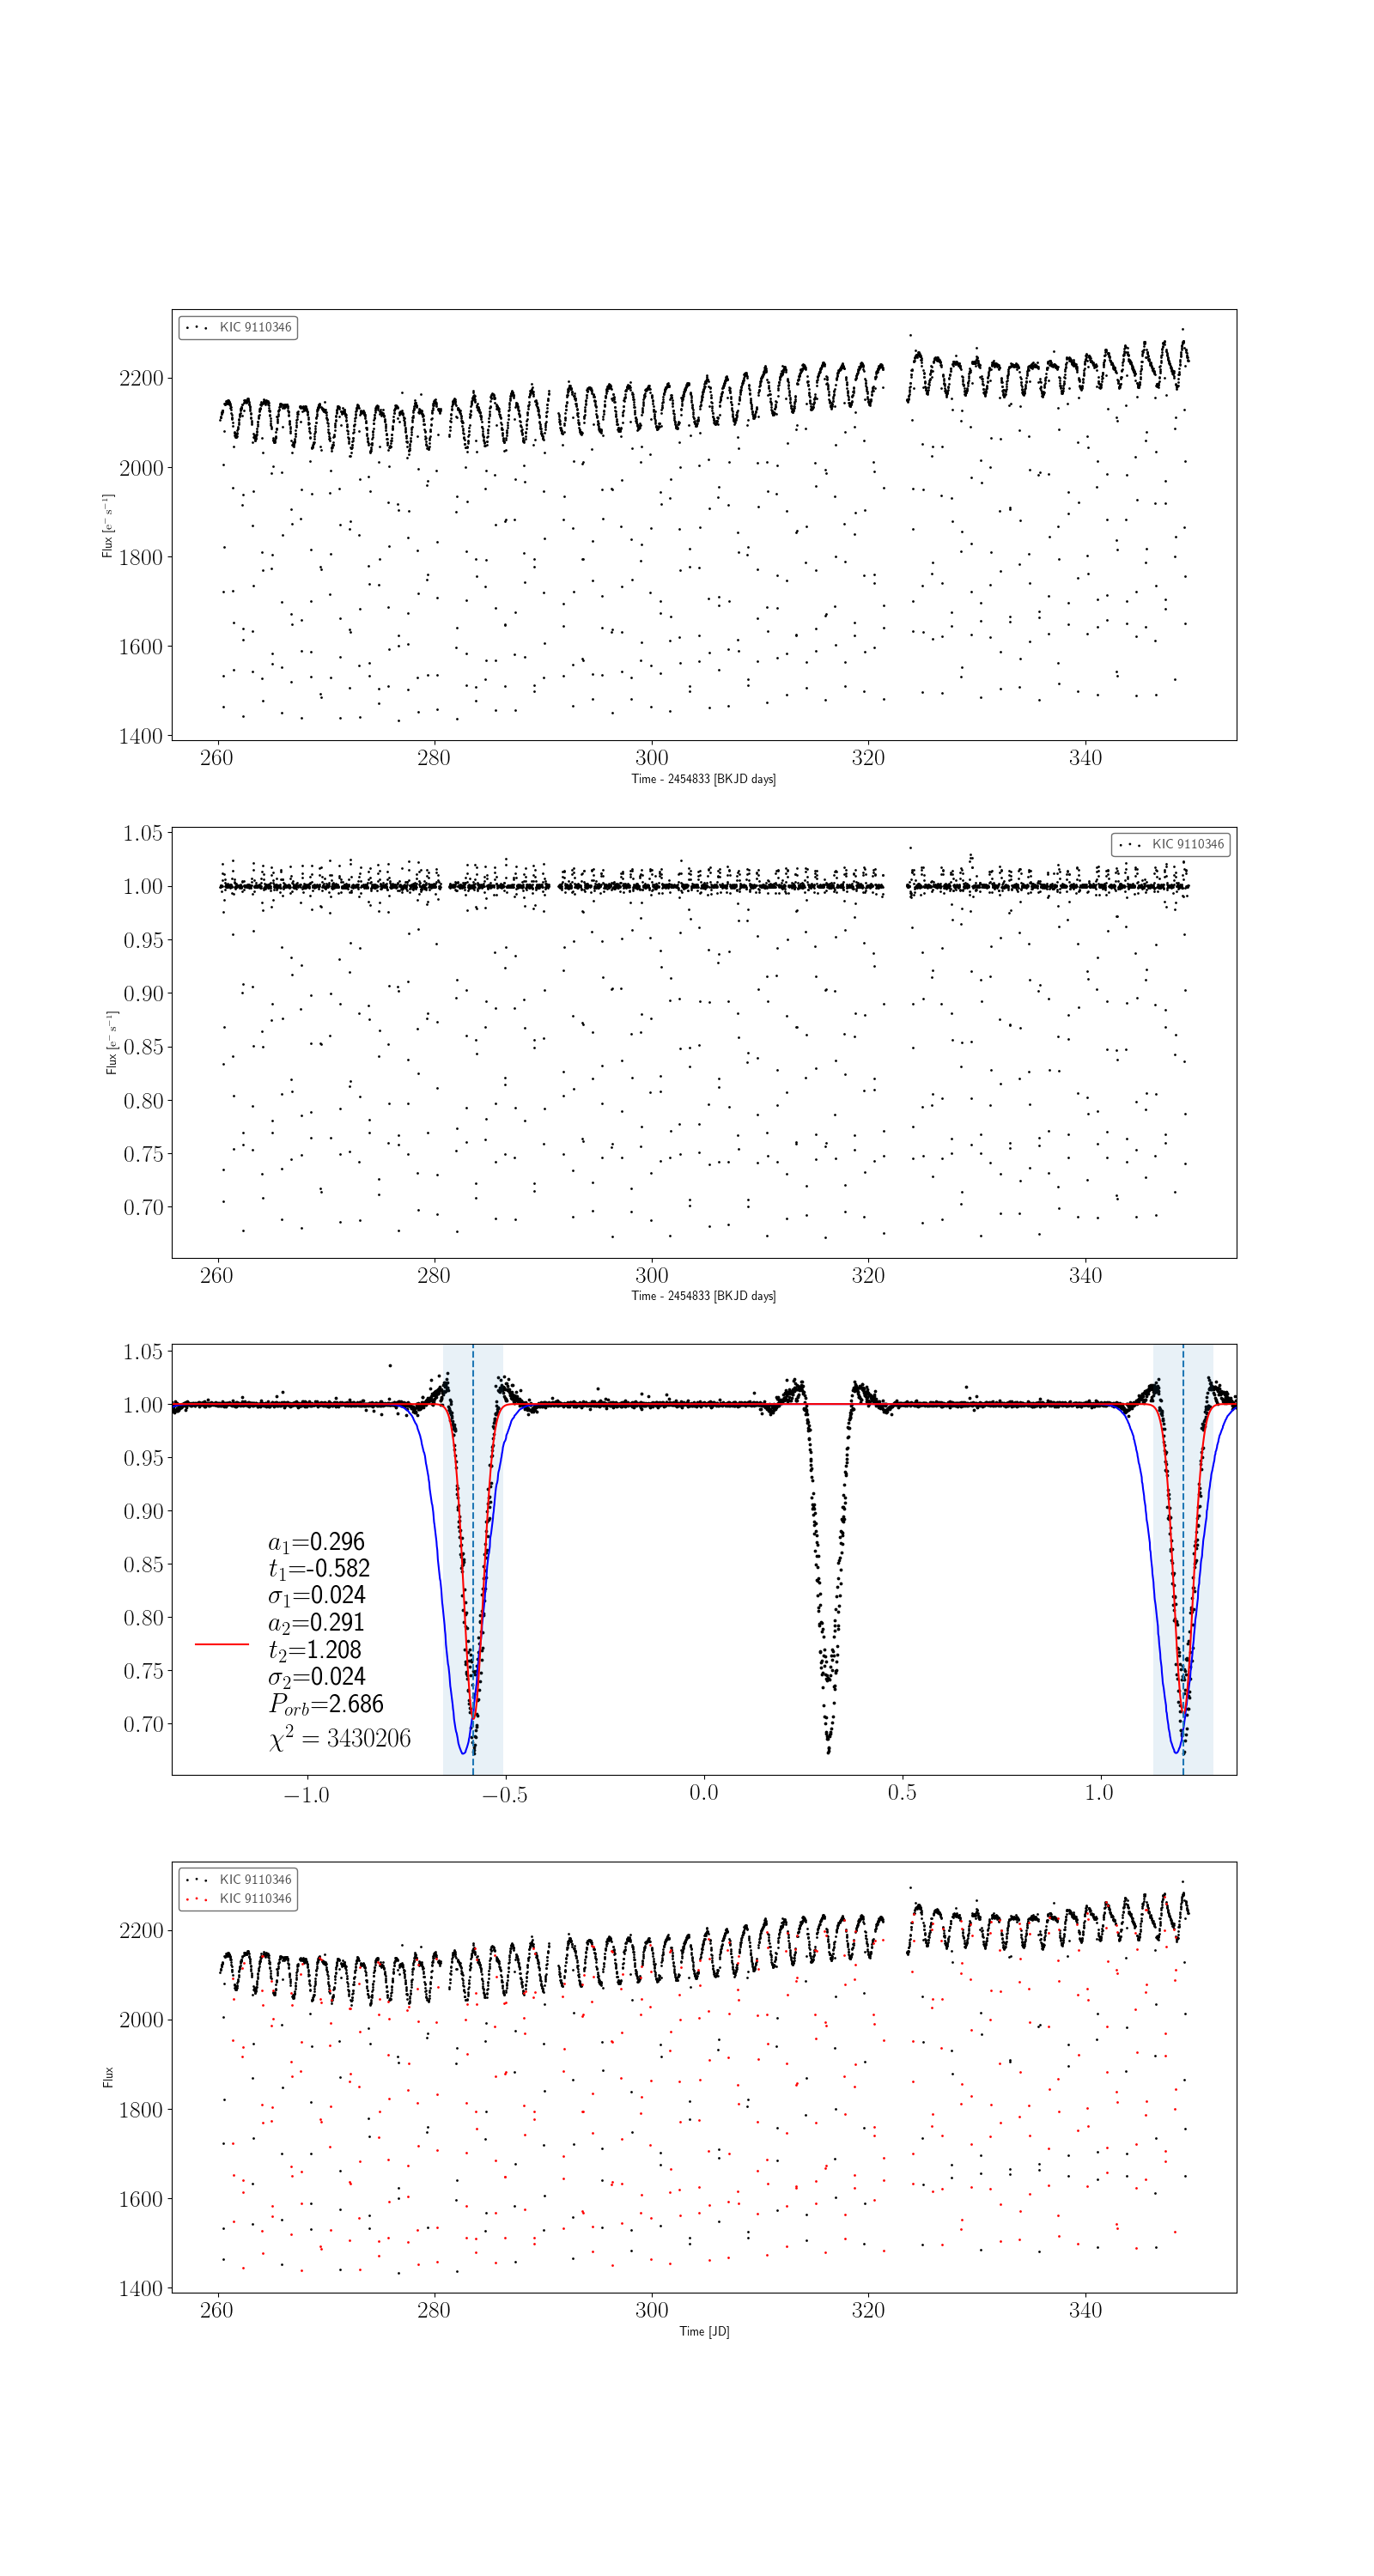 KIC 9110346
2200
2000
1800
1600
1400
Flux [e⁻ s⁻¹]
260 280 300 320 340
Time - 2454833 [BKJD days]
KIC 9110346
1.05
1.00
0.95
0.90
0.85
0.80
0.75
0.70
Flux [e⁻ s⁻¹]
260 280 300 320 340
Time - 2454833 [BKJD days]
1.05
1.00
0.95
0.90
0.85
0.80
0.75
0.70
a₁=0.296
t₁=-0.582
σ₁=0.024
a₂=0.291
t₂=1.208
σ₂=0.024
P_orb=2.686
χ² = 3430206
−1.0 −0.5 0.0 0.5 1.0
KIC 9110346
KIC 9110346
2200
2000
1800
1600
1400
Flux
260 280 300 320 340
Time [JD]